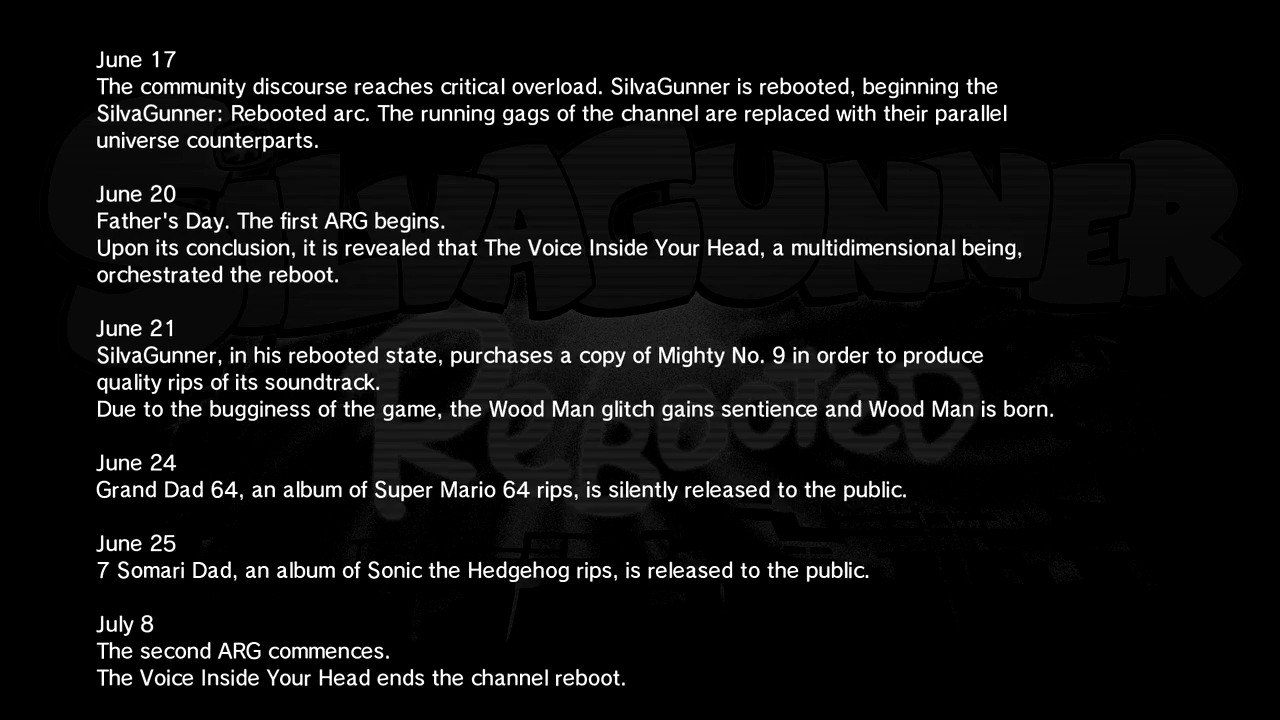 June 17
The community discourse reaches critical overload. SilvaGunner is rebooted, beginning the
SilvaGunner: Rebooted arc. The running gags of the channel are replaced with their parallel
universe counterparts.
June 20
Father's Day. The first ARG begins.
Upon its conclusion, it is revealed that The Voice Inside Your Head, a multidimensional being,
orchestrated the reboot.
June 21
SilvaGunner, in his rebooted state, purchases a copy of Mighty No. 9 in order to produce
quality rips of its soundtrack.
Due to the bugginess of the game, the Wood Man glitch gains sentience and Wood Man is born.
June 24
Grand Dad 64, an album of Super Mario 64 rips, is silently released to the public.
June 25
7 Somari Dad, an album of Sonic the Hedgehog rips, is released to the public.
July 8
The second ARG commences.
The Voice Inside Your Head ends the channel reboot.
SiLVAGUNNER
ReBOOTeD